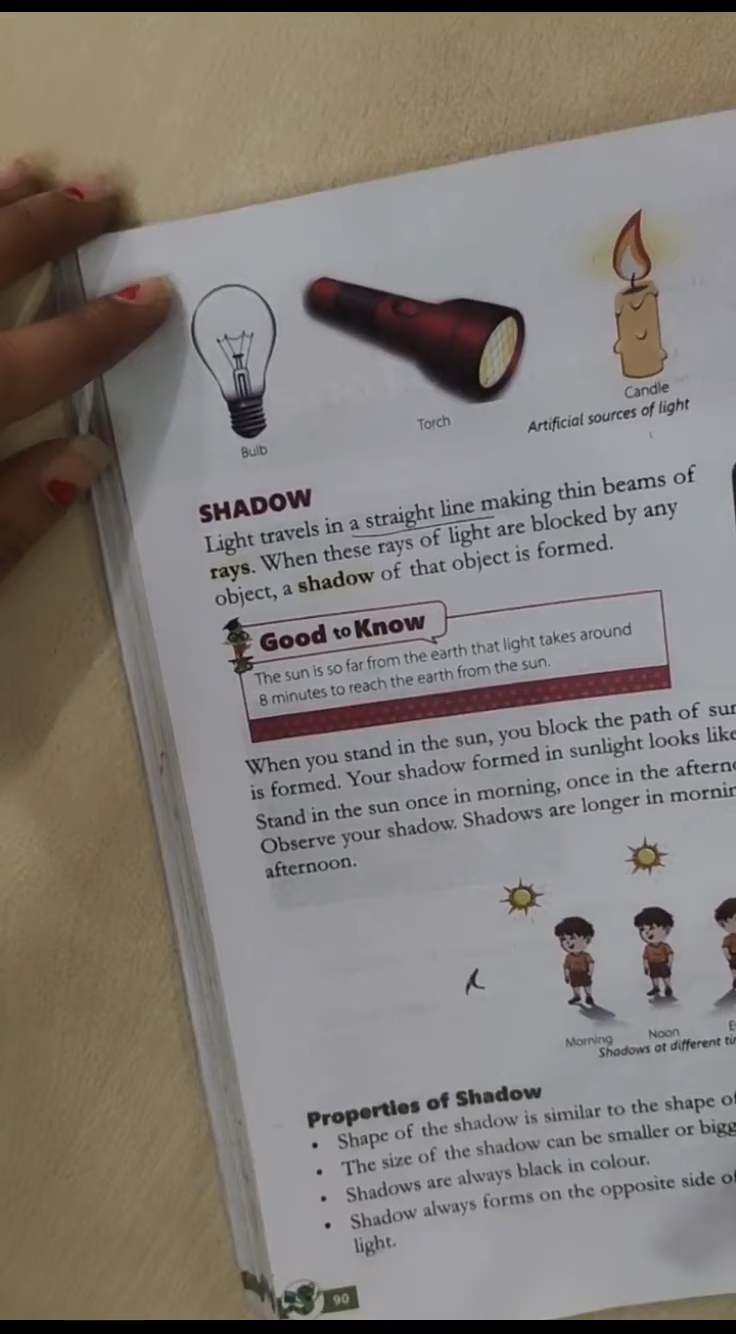 Bulb
Torch
Candle
Artificial sources of light
SHADOW
Light travels in a straight line making thin beams of
rays. When these rays of light are blocked by any
object, a shadow of that object is formed.
Good to Know
The sun is so far from the earth that light takes around
8 minutes to reach the earth from the sun.
When you stand in the sun, you block the path of
is formed. Your shadow formed in sunlight looks like
Stand in the sun once in morning, once in the
Observe your shadow. Shadows are longer in
afternoon.
Morning
Noon
Shadows at different
Properties of Shadow
• Shape of the shadow is similar to the shape
• The size of the shadow can be smaller or
• Shadows are always black in colour.
• Shadow always forms on the opposite side
light.
90